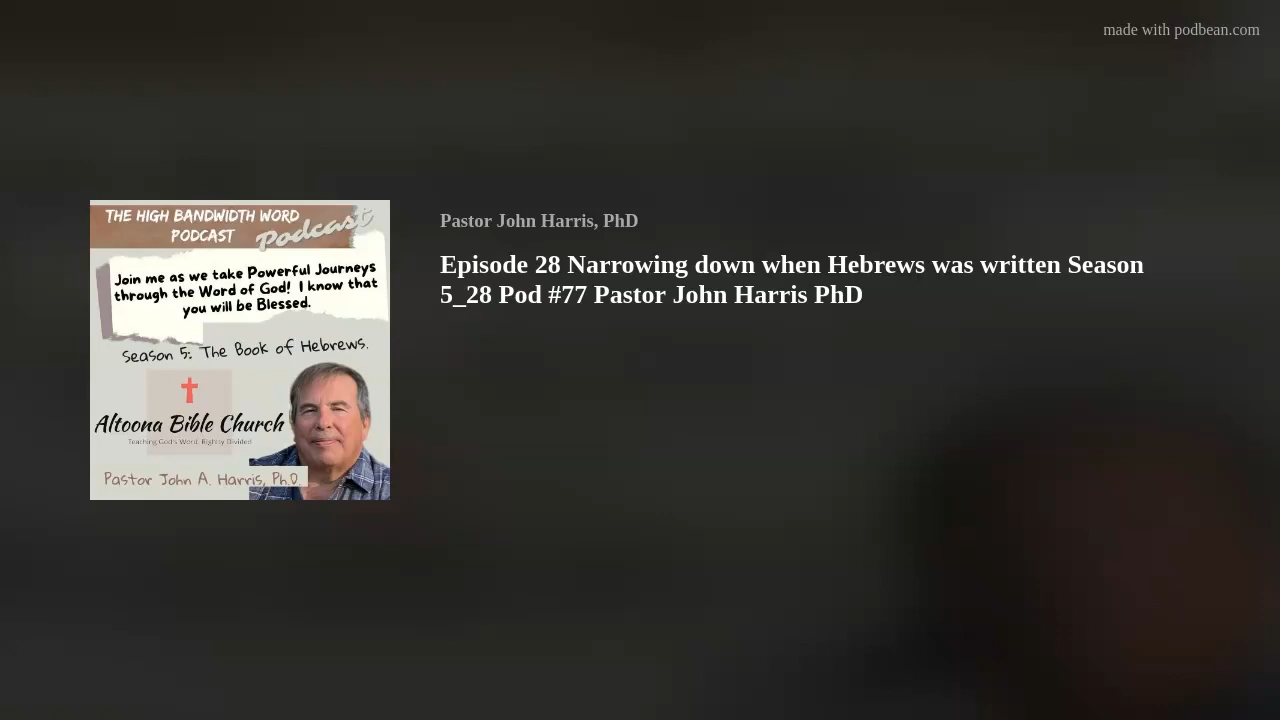 made with podbean.com
THE HIGH BANDWIDTH WORD
PODCAST
Podcast
Join me as we take Powerful Journeys
through the Word of God! I know that
you will be Blessed.
Season 5: The Book of Hebrews.
Altoona Bible Church
Teaching God's Word, Rightly Divided
Pastor John A. Harris, Ph.D.
Pastor John Harris, PhD
Episode 28 Narrowing down when Hebrews was written Season
5_28 Pod #77 Pastor John Harris PhD